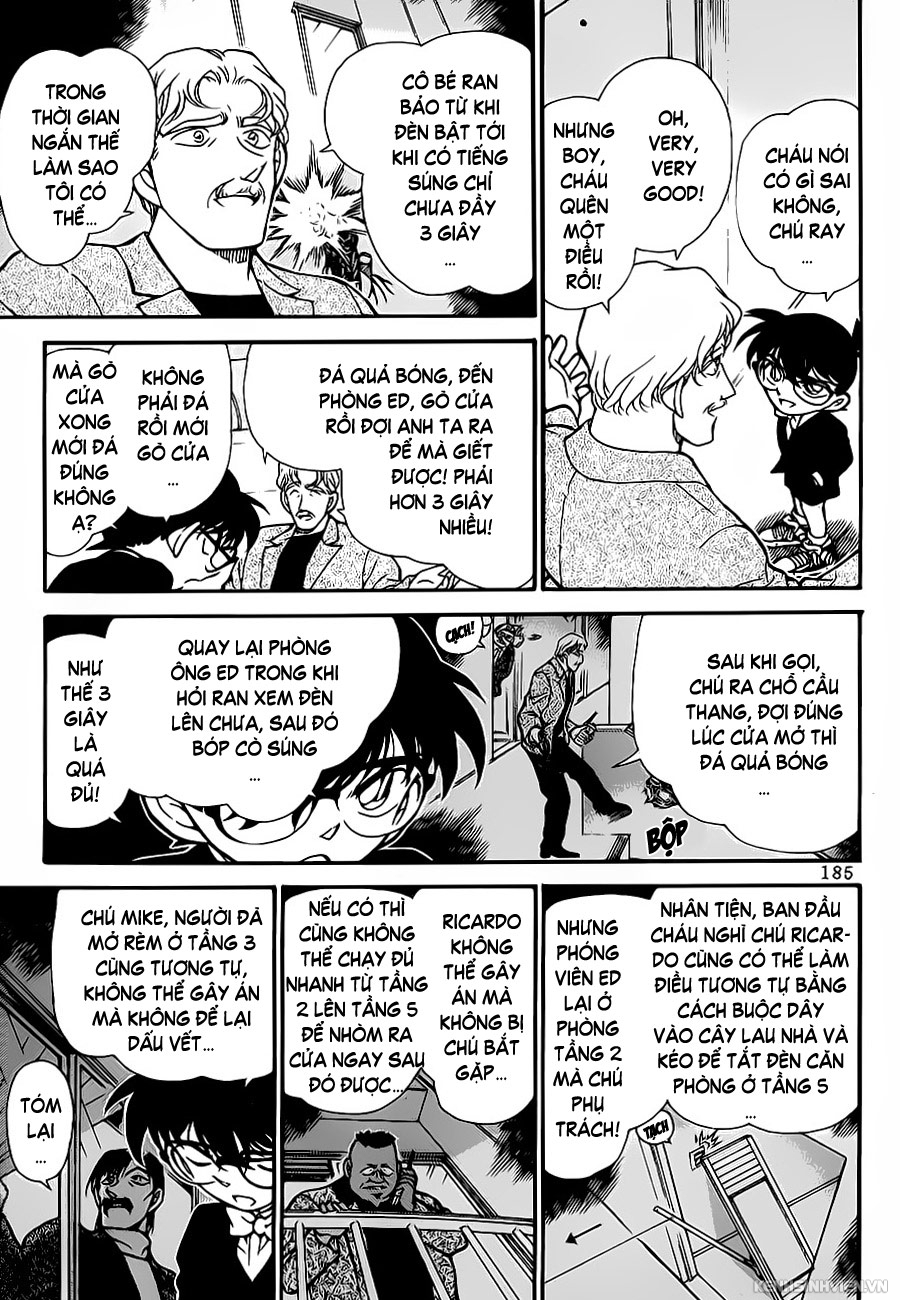 CHÁU NÓI
CÓ GÌ SAI
KHÔNG,
CHÚ RAY
OH,
VERY,
VERY
GOOD!
NHƯNG
BOY,
CHÁU
QUÊN
MỘT
ĐIỀU
RỒI!
CÔ BÉ RAN
BẢO TỪ KHI
ĐÈN BẬT TỚI
KHI CÓ TIẾNG
SÚNG CHỈ
CHƯA ĐẦY
3 GIÂY
...
TRONG
THỜI GIAN
NGẮN THẾ
LÀM SAO
TÔI CÓ
THỂ...
ĐÁ QUẢ BÓNG, ĐẾN
PHÒNG ED, GÕ CỬA
RỒI ĐỢI ANH TA RA
ĐỂ MÀ GIẾT
ĐƯỢC! PHẢI
HƠN 3 GIÂY
NHIỀU!
KHÔNG
PHẢI ĐÁ
RỒI MỚI
GÕ CỬA
...
MÀ GÕ
CỬA
XONG
MỚI ĐÁ
ĐÚNG
KHÔNG
Ạ?
SAU KHI GỌI,
CHÚ RA CHỖ CẦU
THANG, ĐỢI ĐÚNG
LÚC CỬA MỞ THÌ
ĐÁ QUẢ BÓNG
...
CẠCH!
BỘP
QUAY LẠI PHÒNG
ÔNG ED TRONG KHI
HỎI RAN XEM ĐÈN
LÊN CHƯA, SAU ĐÓ
BÓP CÒ SÚNG
...
NHƯ
THẾ 3
GIÂY
LÀ
QUÁ
ĐỦ!
185
NHÂN TIỆN, BAN ĐẦU
CHÁU NGHĨ CHÚ RICAR-
DO CŨNG CÓ THỂ LÀM
ĐIỀU TƯƠNG TỰ BẰNG
CÁCH BUỘC DÂY
VÀO CÂY LAU NHÀ VÀ
KÉO ĐỂ TẮT ĐÈN CĂN
PHÒNG Ở TẦNG 5
...
TẠCH
NHƯNG
PHÓNG
VIÊN ED
LẠI Ở
PHÒNG
TẦNG 2
MÀ CHÚ
PHỤ
TRÁCH!
RICARDO
KHÔNG
THỂ GÂY
ÁN MÀ
KHÔNG BỊ
CHÚ BẮT
GẶP...
NẾU CÓ THÌ
CŨNG KHÔNG
THỂ CHẠY ĐỦ
NHANH TỪ TẦNG
2 LÊN TẦNG 5
ĐỂ NHÒM RA
CỬA NGAY SAU
ĐÓ ĐƯỢC...
CHÚ MIKE, NGƯỜI ĐÃ
MỞ RÈM Ở TẦNG 3
CŨNG TƯƠNG TỰ,
KHÔNG THỂ GÂY ÁN
MÀ KHÔNG ĐỂ LẠI
DẤU VẾT...
TÓM
LẠI
...
KENHSINHVIEN.VN